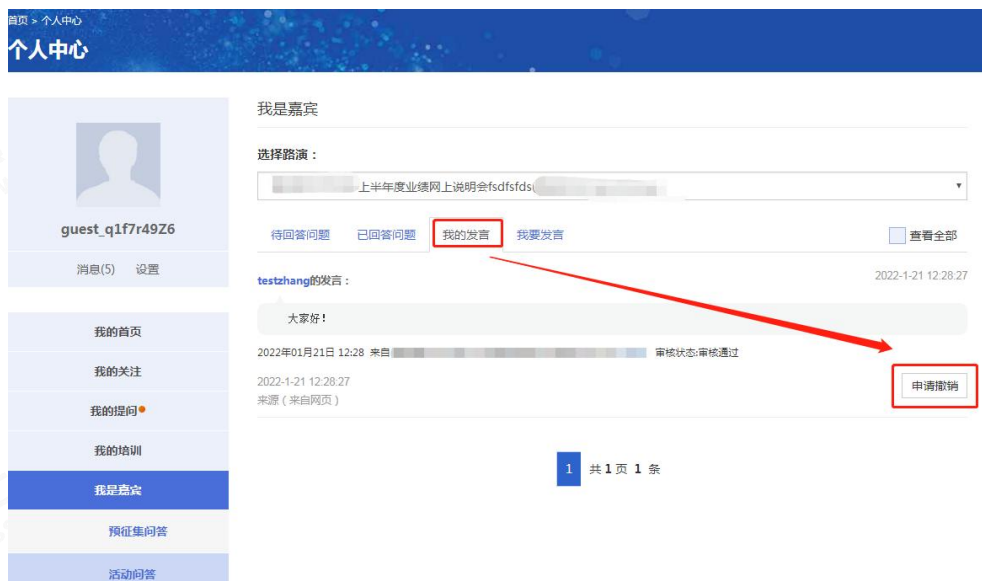 首页 > 个人中心
个人中心
guest_q1f7r49Z6
消息(5) 设置
我的首页
我的关注
我的提问
我的培训
我是嘉宾
预征集问答
活动问答
我是嘉宾
选择路演：
上半年度业绩网上说明会fsdfsfds
待回答问题 已回答问题 我的发言 我要发言 查看全部
testzhang的发言： 2022-1-21 12:28:27
大家好！
2022年01月21日 12:28 来自 审核状态:审核通过
2022-1-21 12:28:27
来源（来自网页）
申请撤销
1 共1页 1 条